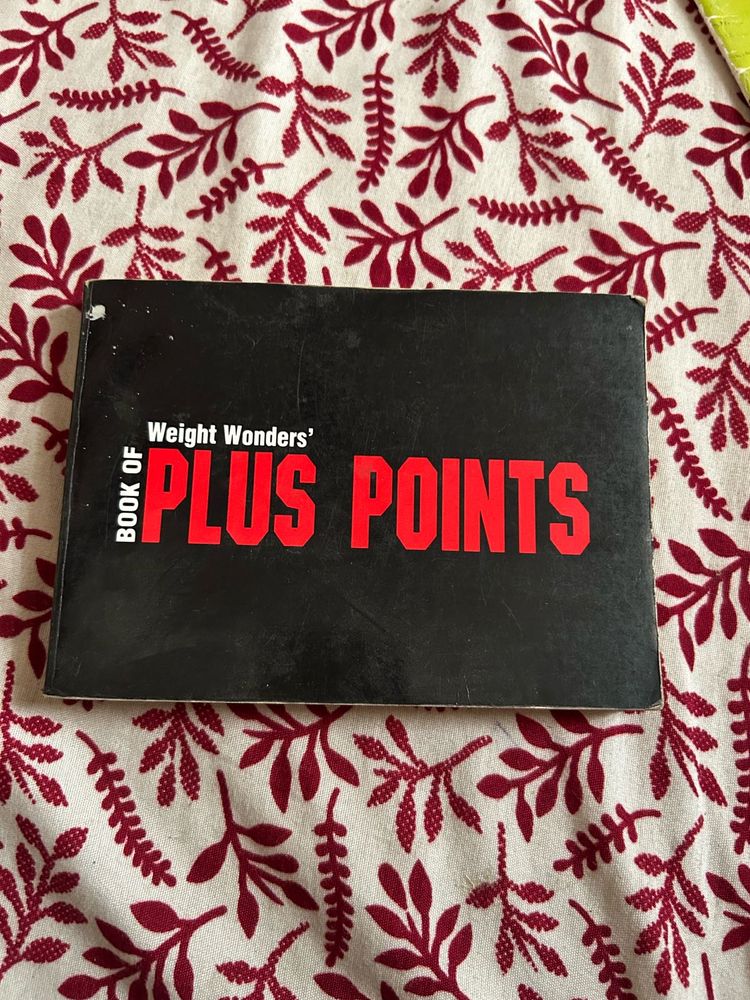 Weight Wonders'
BOOK OF
PLUS POINTS